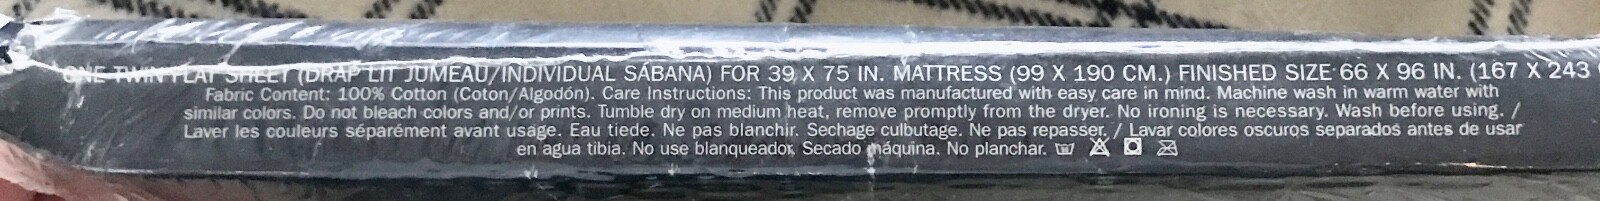 ONE TWIN FLAT SHEET (DRAP LIT JUMEAU/INDIVIDUAL SÁBANA) FOR 39 X 75 IN. MATTRESS (99 X 190 CM.) FINISHED SIZE 66 X 96 IN. (167 X 243
Fabric Content: 100% Cotton (Coton/Algodón). Care Instructions: This product was manufactured with easy care in mind. Machine wash in warm water with
similar colors. Do not bleach colors and/or prints. Tumble dry on medium heat, remove promptly from the dryer. No ironing is necessary. Wash before using. /
Laver les couleurs séparément avant usage. Eau tiede. Ne pas blanchir. Sechage culbutage. Ne pas repasser. / Lavar colores oscuros separados antes de usar
en agua tibia. No use blanqueador. Secado máquina. No planchar.